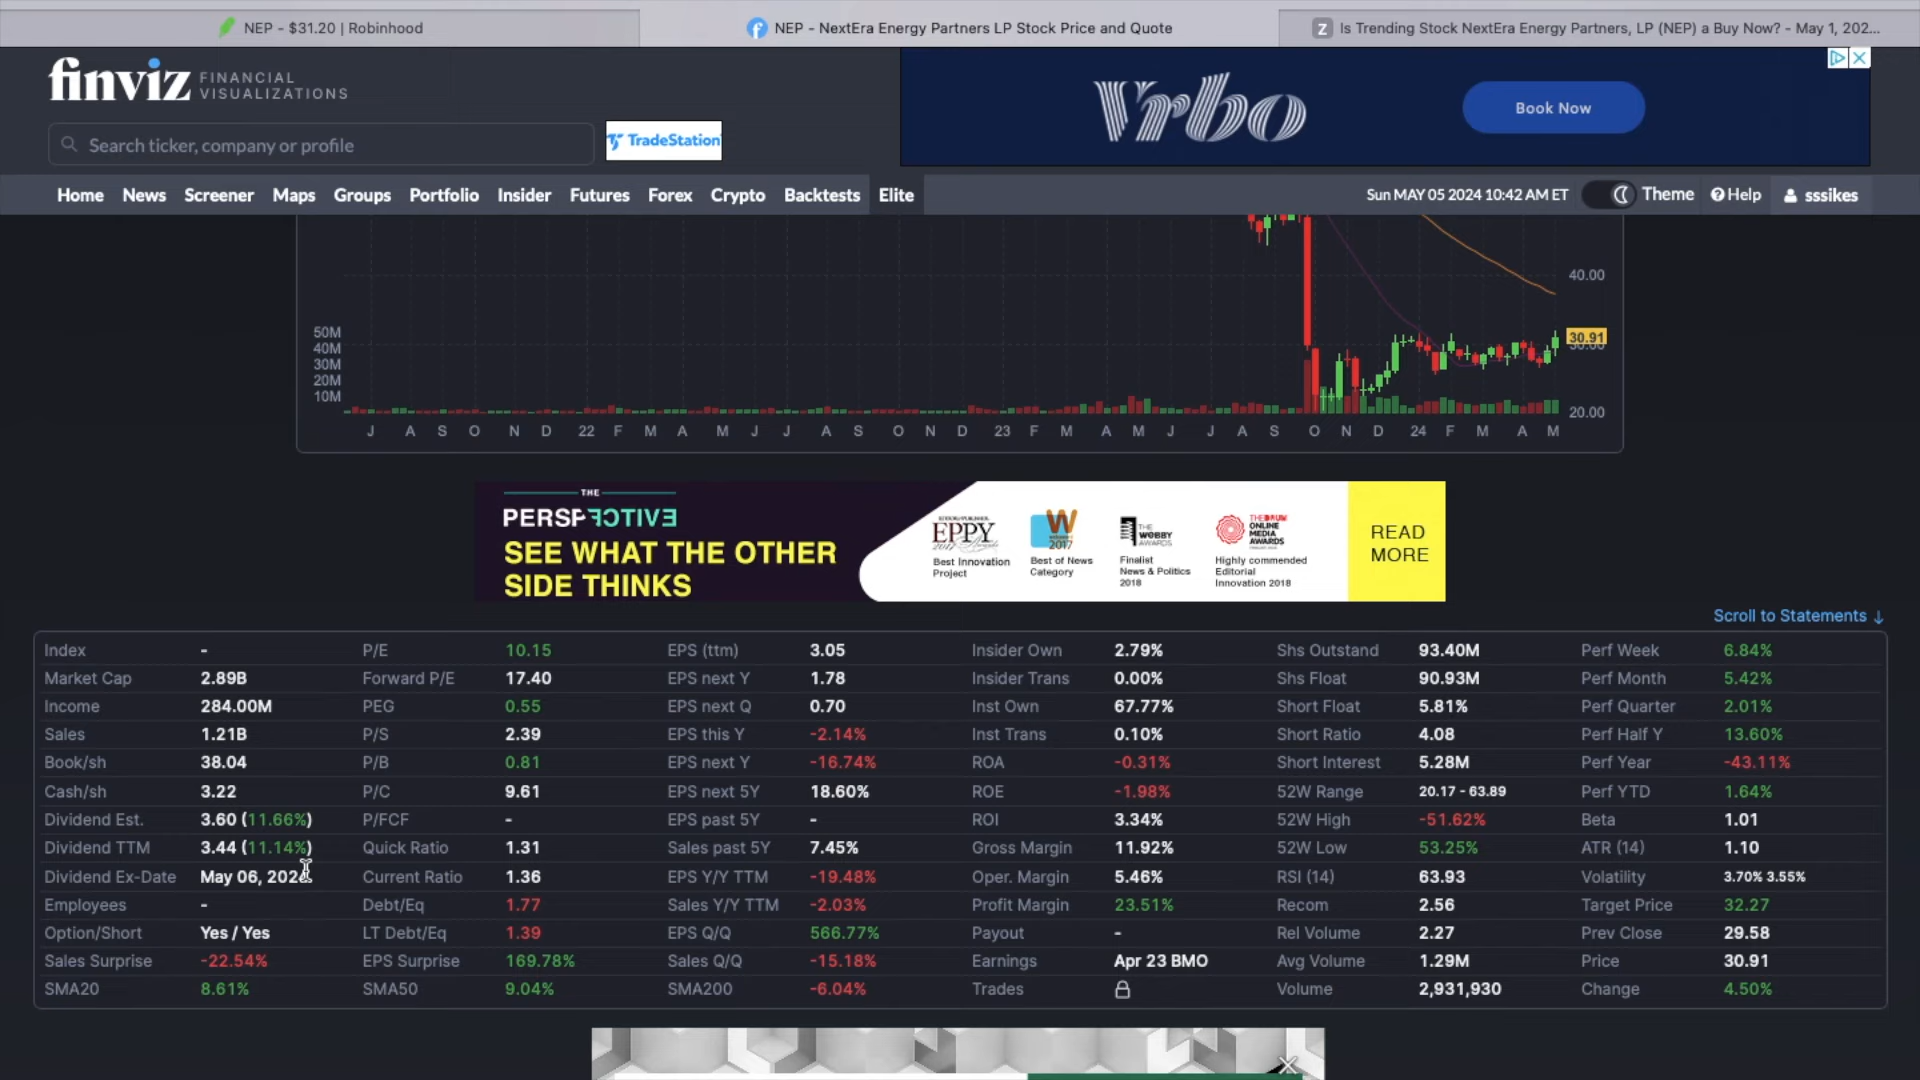 NEP - $31.20 | Robinhood
NEP - NextEra Energy Partners LP Stock Price and Quote
Is Trending Stock NextEra Energy Partners, LP (NEP) a Buy Now? - May 1, 202...
finviz FINANCIAL VISUALIZATIONS
Vrbo
Book Now
Search ticker, company or profile
TradeStation
Home News Screener Maps Groups Portfolio Insider Futures Forex Crypto Backtests Elite
Sun MAY 05 2024 10:42 AM ET Theme Help sssikes
40.00
30.91
50M
40M
30M
20M
10M
20.00
J A S O N D 22 F M A M J J A S O N D 23 F M A M J J A S O N D 24 F M A M
THE
PERSPECTIVE
SEE WHAT THE OTHER
SIDE THINKS
EPPY
2017
Best Innovation
Project
W
2017
Best of News
Category
THE
WEBBY
AWARDS
Finalist
News & Politics
2018
THEDRUM
ONLINE
MEDIA
AWARDS
Highly commended
Editorial
Innovation 2018
READ
MORE
Scroll to Statements ↓
Index - P/E 10.15 EPS (ttm) 3.05 Insider Own 2.79% Shs Outstand 93.40M Perf Week 6.84%
Market Cap 2.89B Forward P/E 17.40 EPS next Y 1.78 Insider Trans 0.00% Shs Float 90.93M Perf Month 5.42%
Income 284.00M PEG 0.55 EPS next Q 0.70 Inst Own 67.77% Short Float 5.81% Perf Quarter 2.01%
Sales 1.21B P/S 2.39 EPS this Y -2.14% Inst Trans 0.10% Short Ratio 4.08 Perf Half Y 13.60%
Book/sh 38.04 P/B 0.81 EPS next Y -16.74% ROA -0.31% Short Interest 5.28M Perf Year -43.11%
Cash/sh 3.22 P/C 9.61 EPS next 5Y 18.60% ROE -1.98% 52W Range 20.17 - 63.89 Perf YTD 1.64%
Dividend Est. 3.60 (11.66%) P/FCF - EPS past 5Y - ROI 3.34% 52W High -51.62% Beta 1.01
Dividend TTM 3.44 (11.14%) Quick Ratio 1.31 Sales past 5Y 7.45% Gross Margin 11.92% 52W Low 53.25% ATR (14) 1.10
Dividend Ex-Date May 06, Current Ratio 1.36 EPS Y/Y TTM -19.48% Oper. Margin 5.46% RSI (14) 63.93 Volatility 3.70% 3.55%
Employees - Debt/Eq 1.77 Sales Y/Y TTM -2.03% Profit Margin 23.51% Recom 2.56 Target Price 32.27
Option/Short Yes / Yes LT Debt/Eq 1.39 EPS Q/Q 566.77% Payout - Rel Volume 2.27 Prev Close 29.58
Sales Surprise -22.54% EPS Surprise 169.78% Sales Q/Q -15.18% Earnings Apr 23 BMO Avg Volume 1.29M Price 30.91
SMA20 8.61% SMA50 9.04% SMA200 -6.04% Trades Volume 2,931,930 Change 4.50%